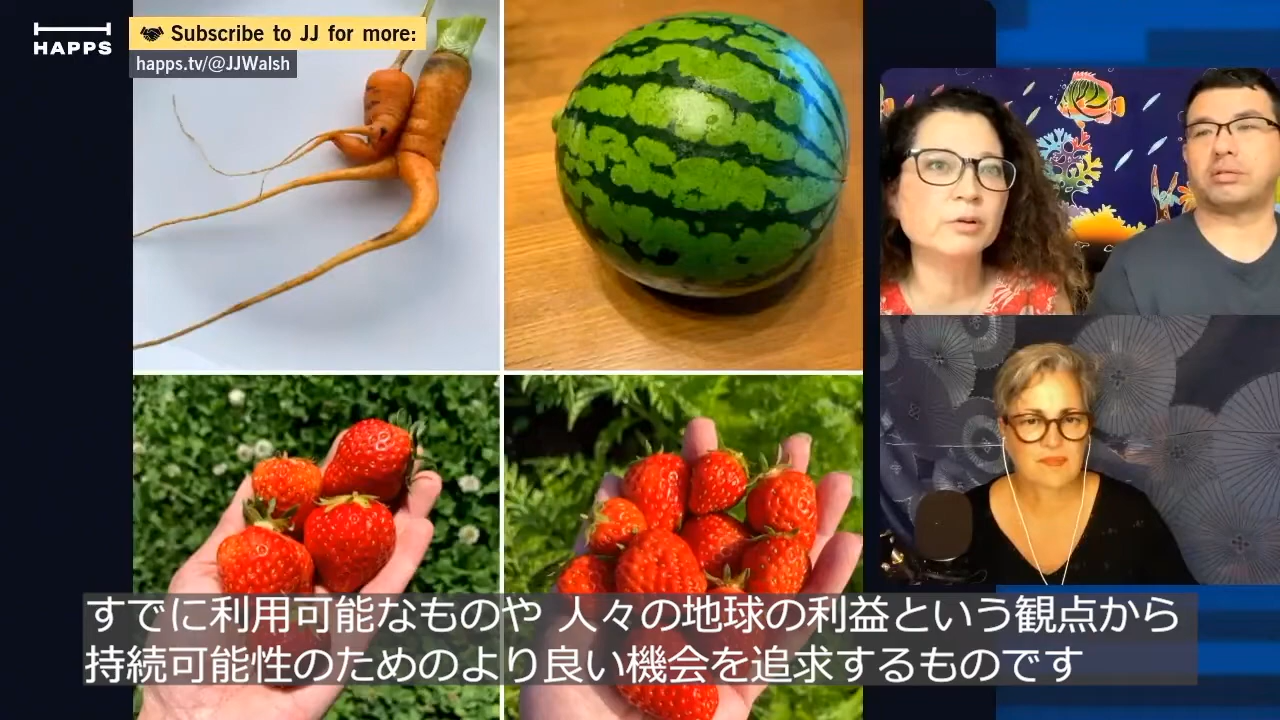 HAPPS
Subscribe to JJ for more:
happs.tv/@JJWalsh
すでに利用可能なものや 人々の地球の利益という観点から
持続可能性のためのより良い機会を追求するものです